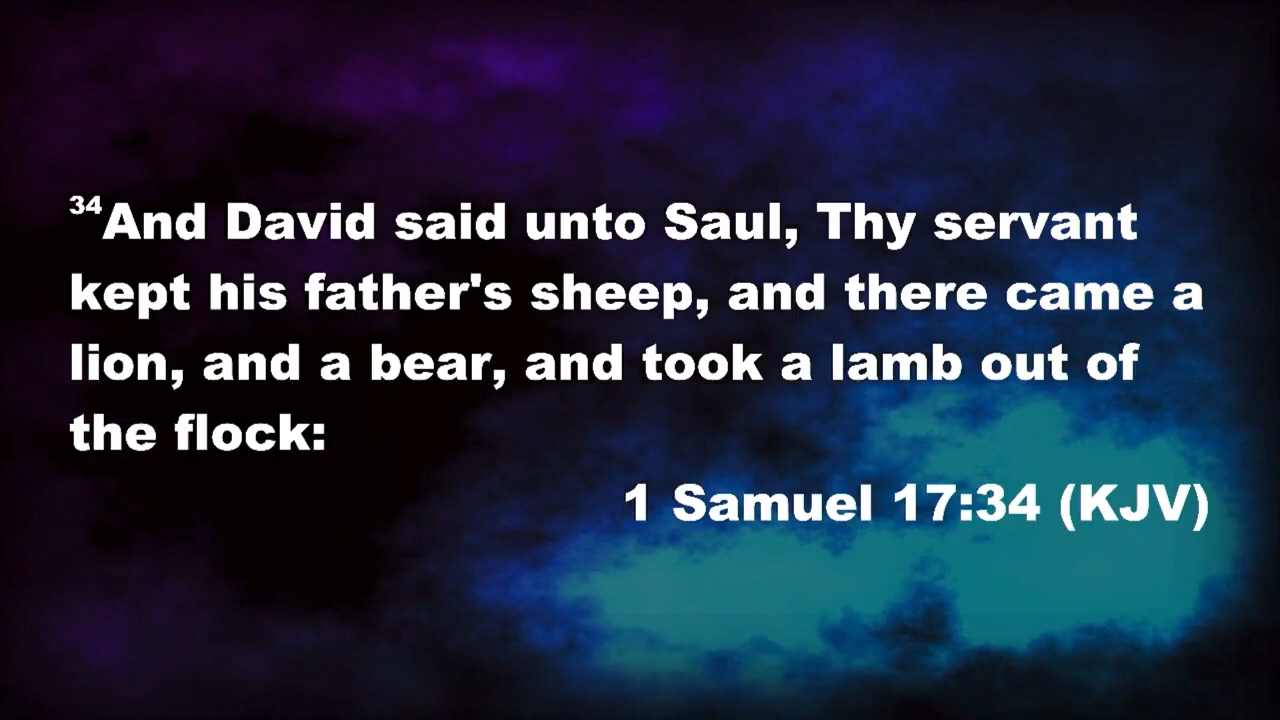 34And David said unto Saul, Thy servant
kept his father's sheep, and there came a
lion, and a bear, and took a lamb out of
the flock:
1 Samuel 17:34 (KJV)